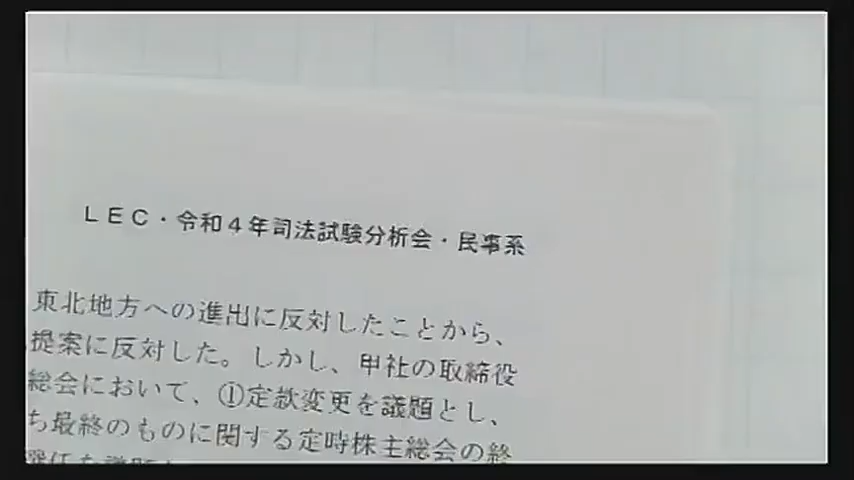 LEC・令和4年司法試験分析会・民事系
東北地方への進出に反対したことから、
提案に反対した。しかし、甲社の取締役
総会において、①定款変更を議題とし、
ち最終のものに関する定時株主総会の終